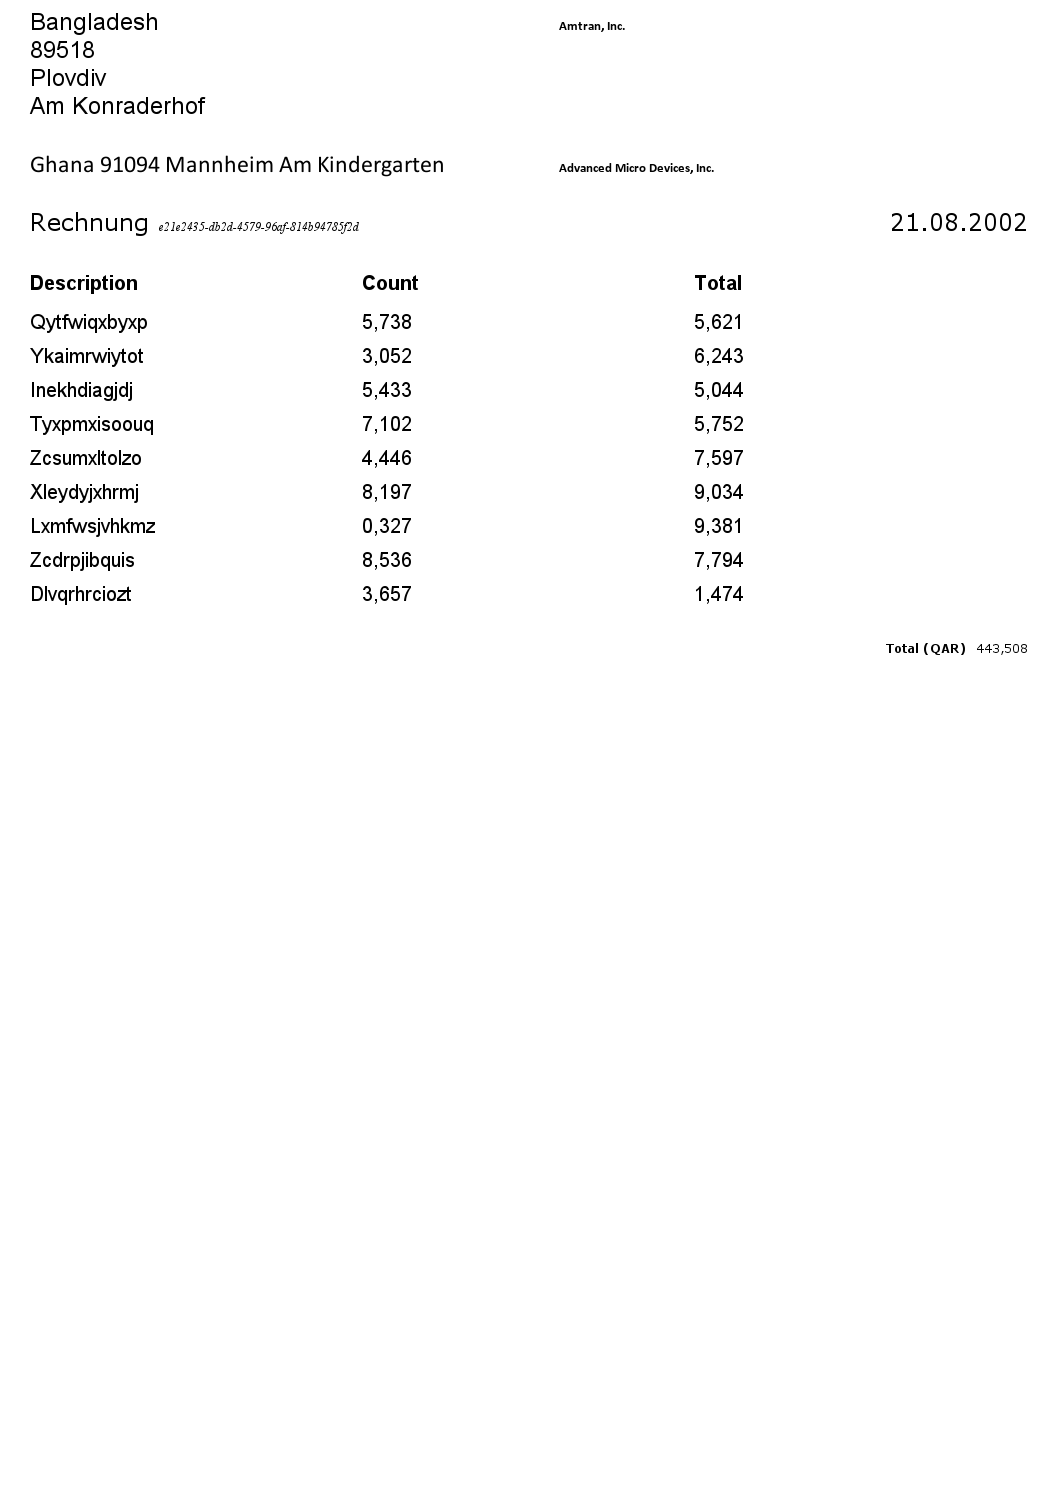 Bangladesh
89518
Plovdiv
Am Konraderhof
Amtran, Inc.
Ghana 91094 Mannheim Am Kindergarten
Advanced Micro Devices, Inc.
Rechnung e21e2435-db2d-4579-96af-814b94785f2d 21.08.2002
Description Count Total
Qytfwiqxbyxp 5,738 5,621
Ykaimrwiytot 3,052 6,243
Inekhdiagjdj 5,433 5,044
Tyxpmxisoouq 7,102 5,752
Zcsumxltolzo 4,446 7,597
Xleydyjxhrmj 8,197 9,034
Lxmfwsjvhkmz 0,327 9,381
Zcdrpjibquis 8,536 7,794
Dlvqrhrciozt 3,657 1,474
Total (QAR) 443,508